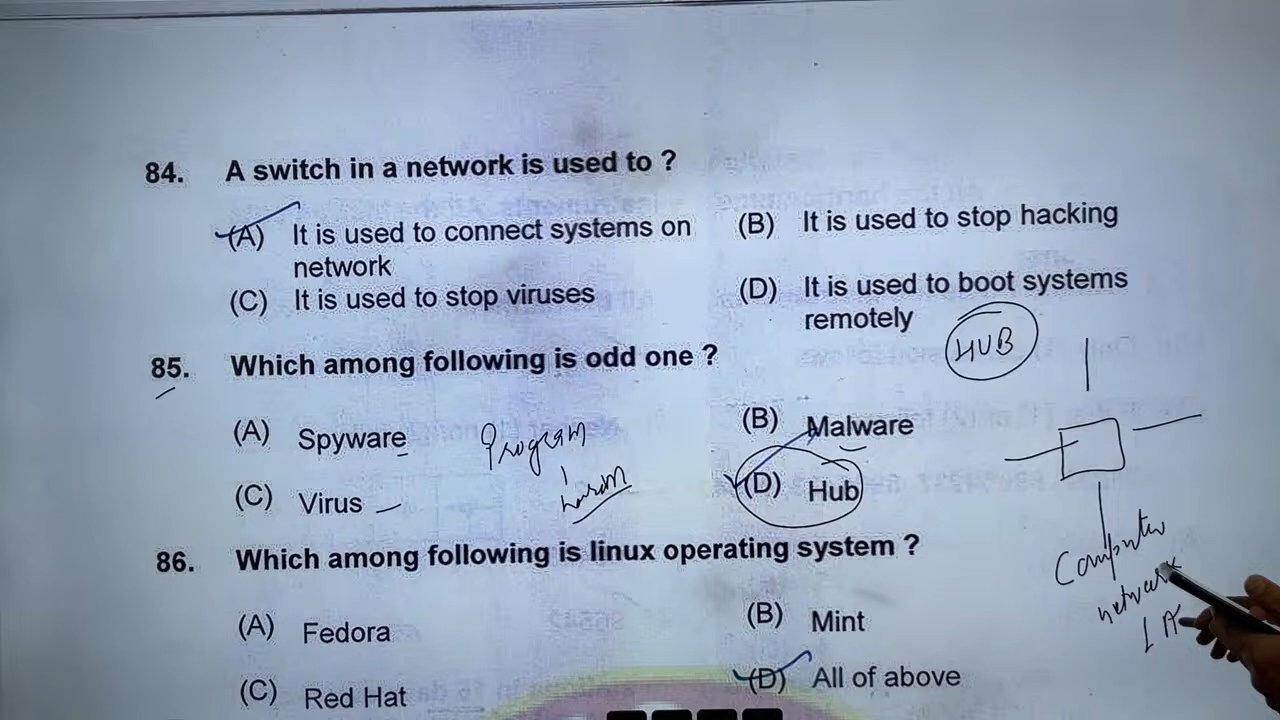 84. A switch in a network is used to ?
(A) It is used to connect systems on
network
(B) It is used to stop hacking
(C) It is used to stop viruses
(D) It is used to boot systems
remotely
HUB
85. Which among following is odd one ?
(A) Spyware
(B) Malware
Program
harm
(C) Virus
(D) Hub
86. Which among following is linux operating system ?
Computer
network
LA
(A) Fedora
(B) Mint
(C) Red Hat
(D) All of above